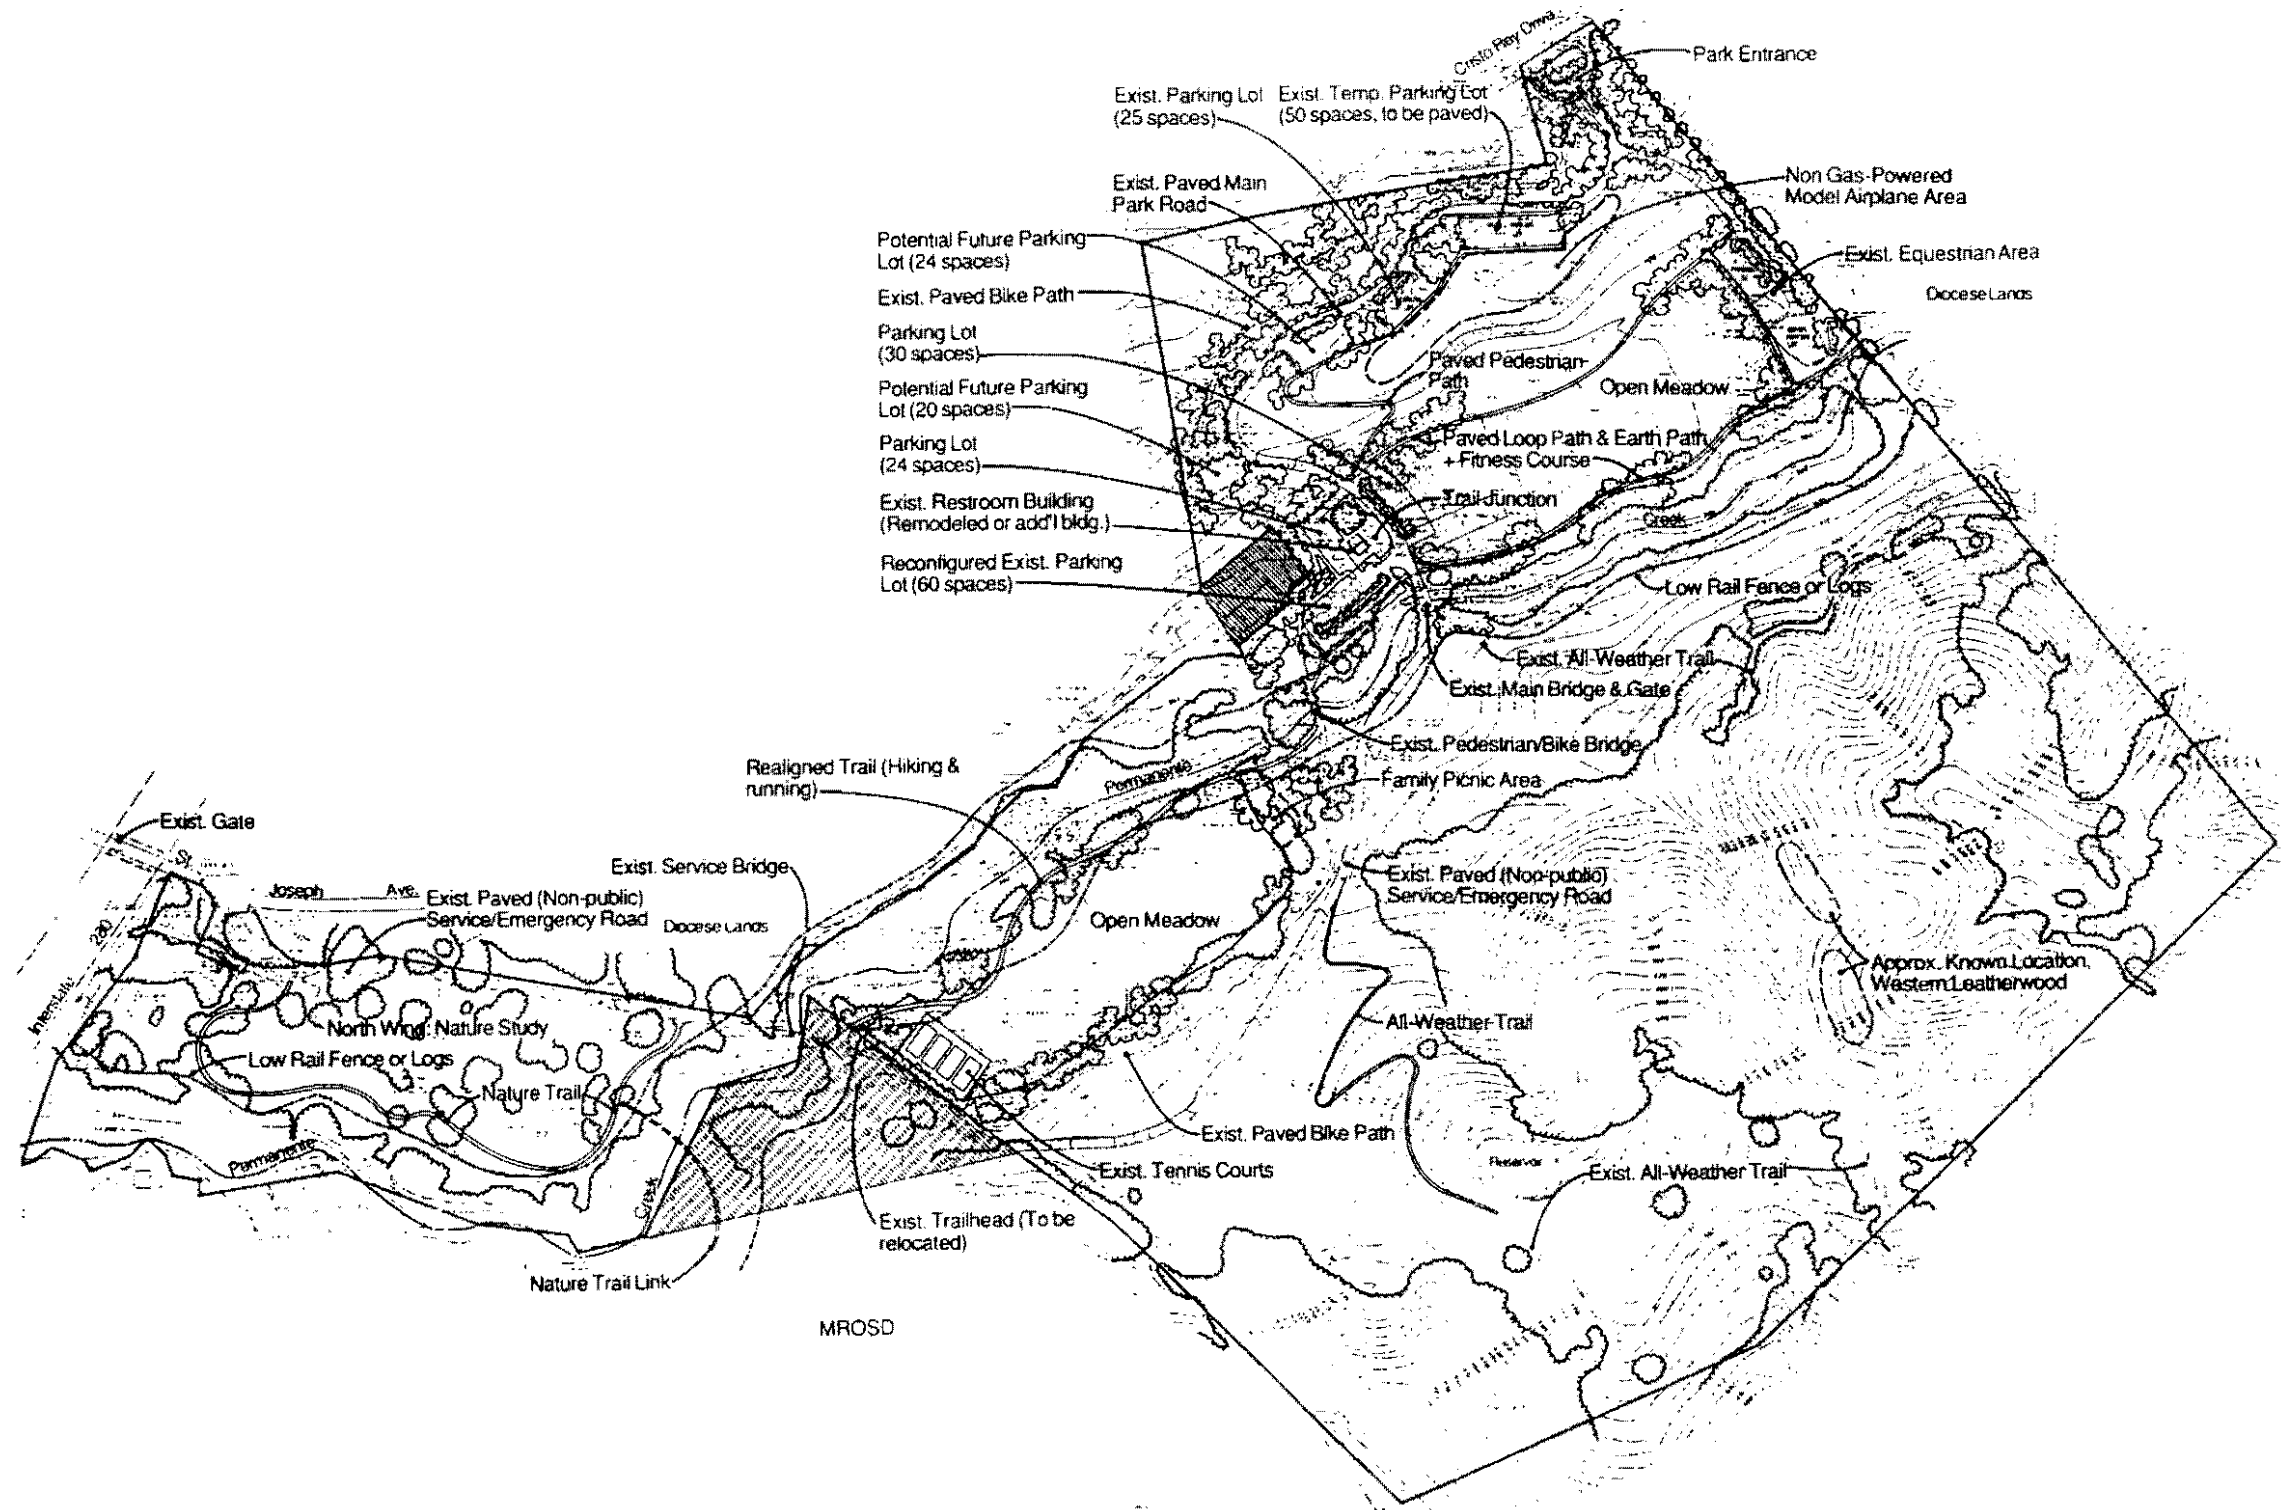 Cristo Rey Drive
Park Entrance
Exist. Parking Lot
(25 spaces)
Exist. Temp. Parking Lot
(50 spaces, to be paved)
Non Gas-Powered
Model Airplane Area
Exist. Paved Main
Park Road
Potential Future Parking
Lot (24 spaces)
Exist. Equestrian Area
Diocese Lands
Exist. Paved Bike Path
Parking Lot
(30 spaces)
Paved Pedestrian
Path
Open Meadow
Potential Future Parking
Lot (20 spaces)
Paved Loop Path & Earth Path
+ Fitness Course
Parking Lot
(24 spaces)
Trail Junction
Exist. Restroom Building
(Remodeled or add'l bldg.)
Creek
Reconfigured Exist. Parking
Lot (60 spaces)
Low Rail Fence or Logs
Exist. All-Weather Trail
Exist. Main Bridge & Gate
Exist. Pedestrian/Bike Bridge
Permanente
Family Picnic Area
Realigned Trail (Hiking &
running)
Exist. Gate
St.
Joseph Ave.
Exist. Service Bridge
Exist. Paved (Non-public)
Service/Emergency Road
Exist. Paved (Non-public)
Service/Emergency Road
Diocese Lands
Open Meadow
280
Interstate
Approx. Known Location,
Western Leatherwood
North Wing: Nature Study
All-Weather Trail
Low Rail Fence or Logs
Nature Trail
Exist. Paved Bike Path
Permanente
Reservoir
Exist. Tennis Courts
Exist. All-Weather Trail
Creek
Exist. Trailhead (To be
relocated)
Nature Trail Link
MROSD